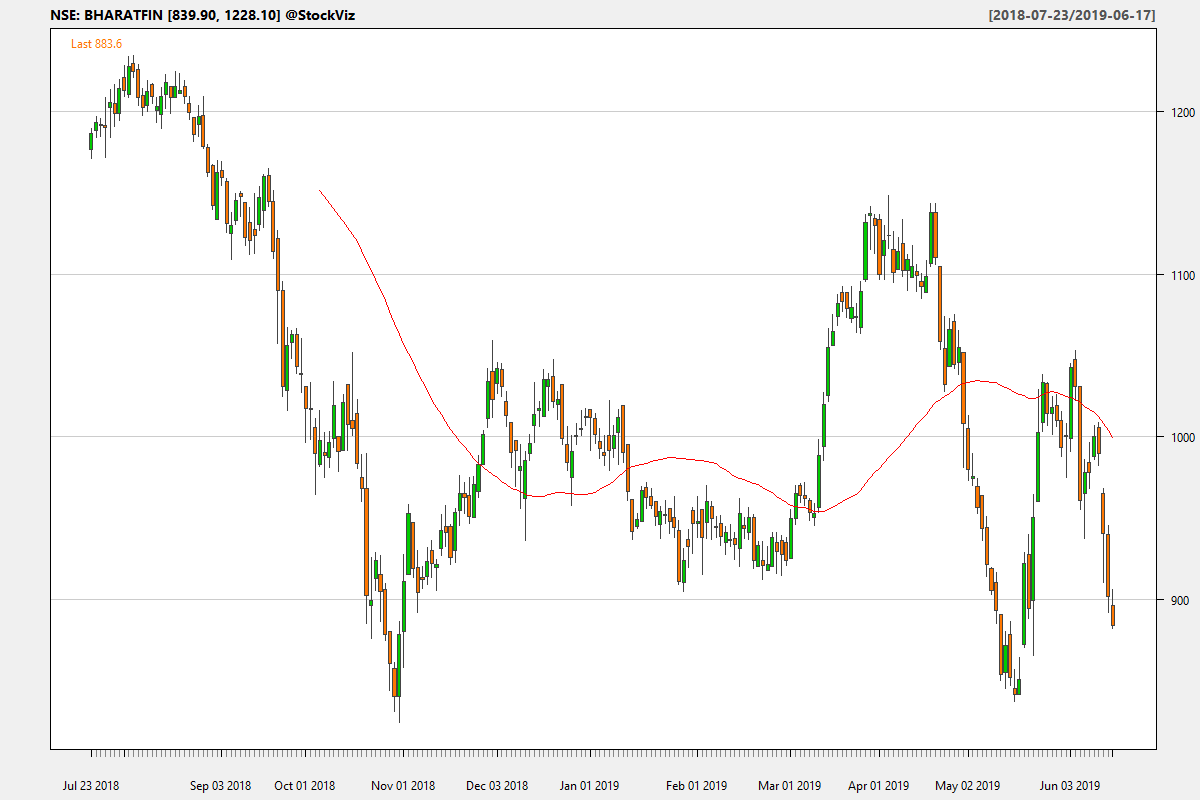 NSE: BHARATFIN [839.90, 1228.10] @StockViz
[2018-07-23/2019-06-17]
Last 883.6
1200
1100
1000
900
Jul 23 2018 Sep 03 2018 Oct 01 2018 Nov 01 2018 Dec 03 2018 Jan 01 2019 Feb 01 2019 Mar 01 2019 Apr 01 2019 May 02 2019 Jun 03 2019